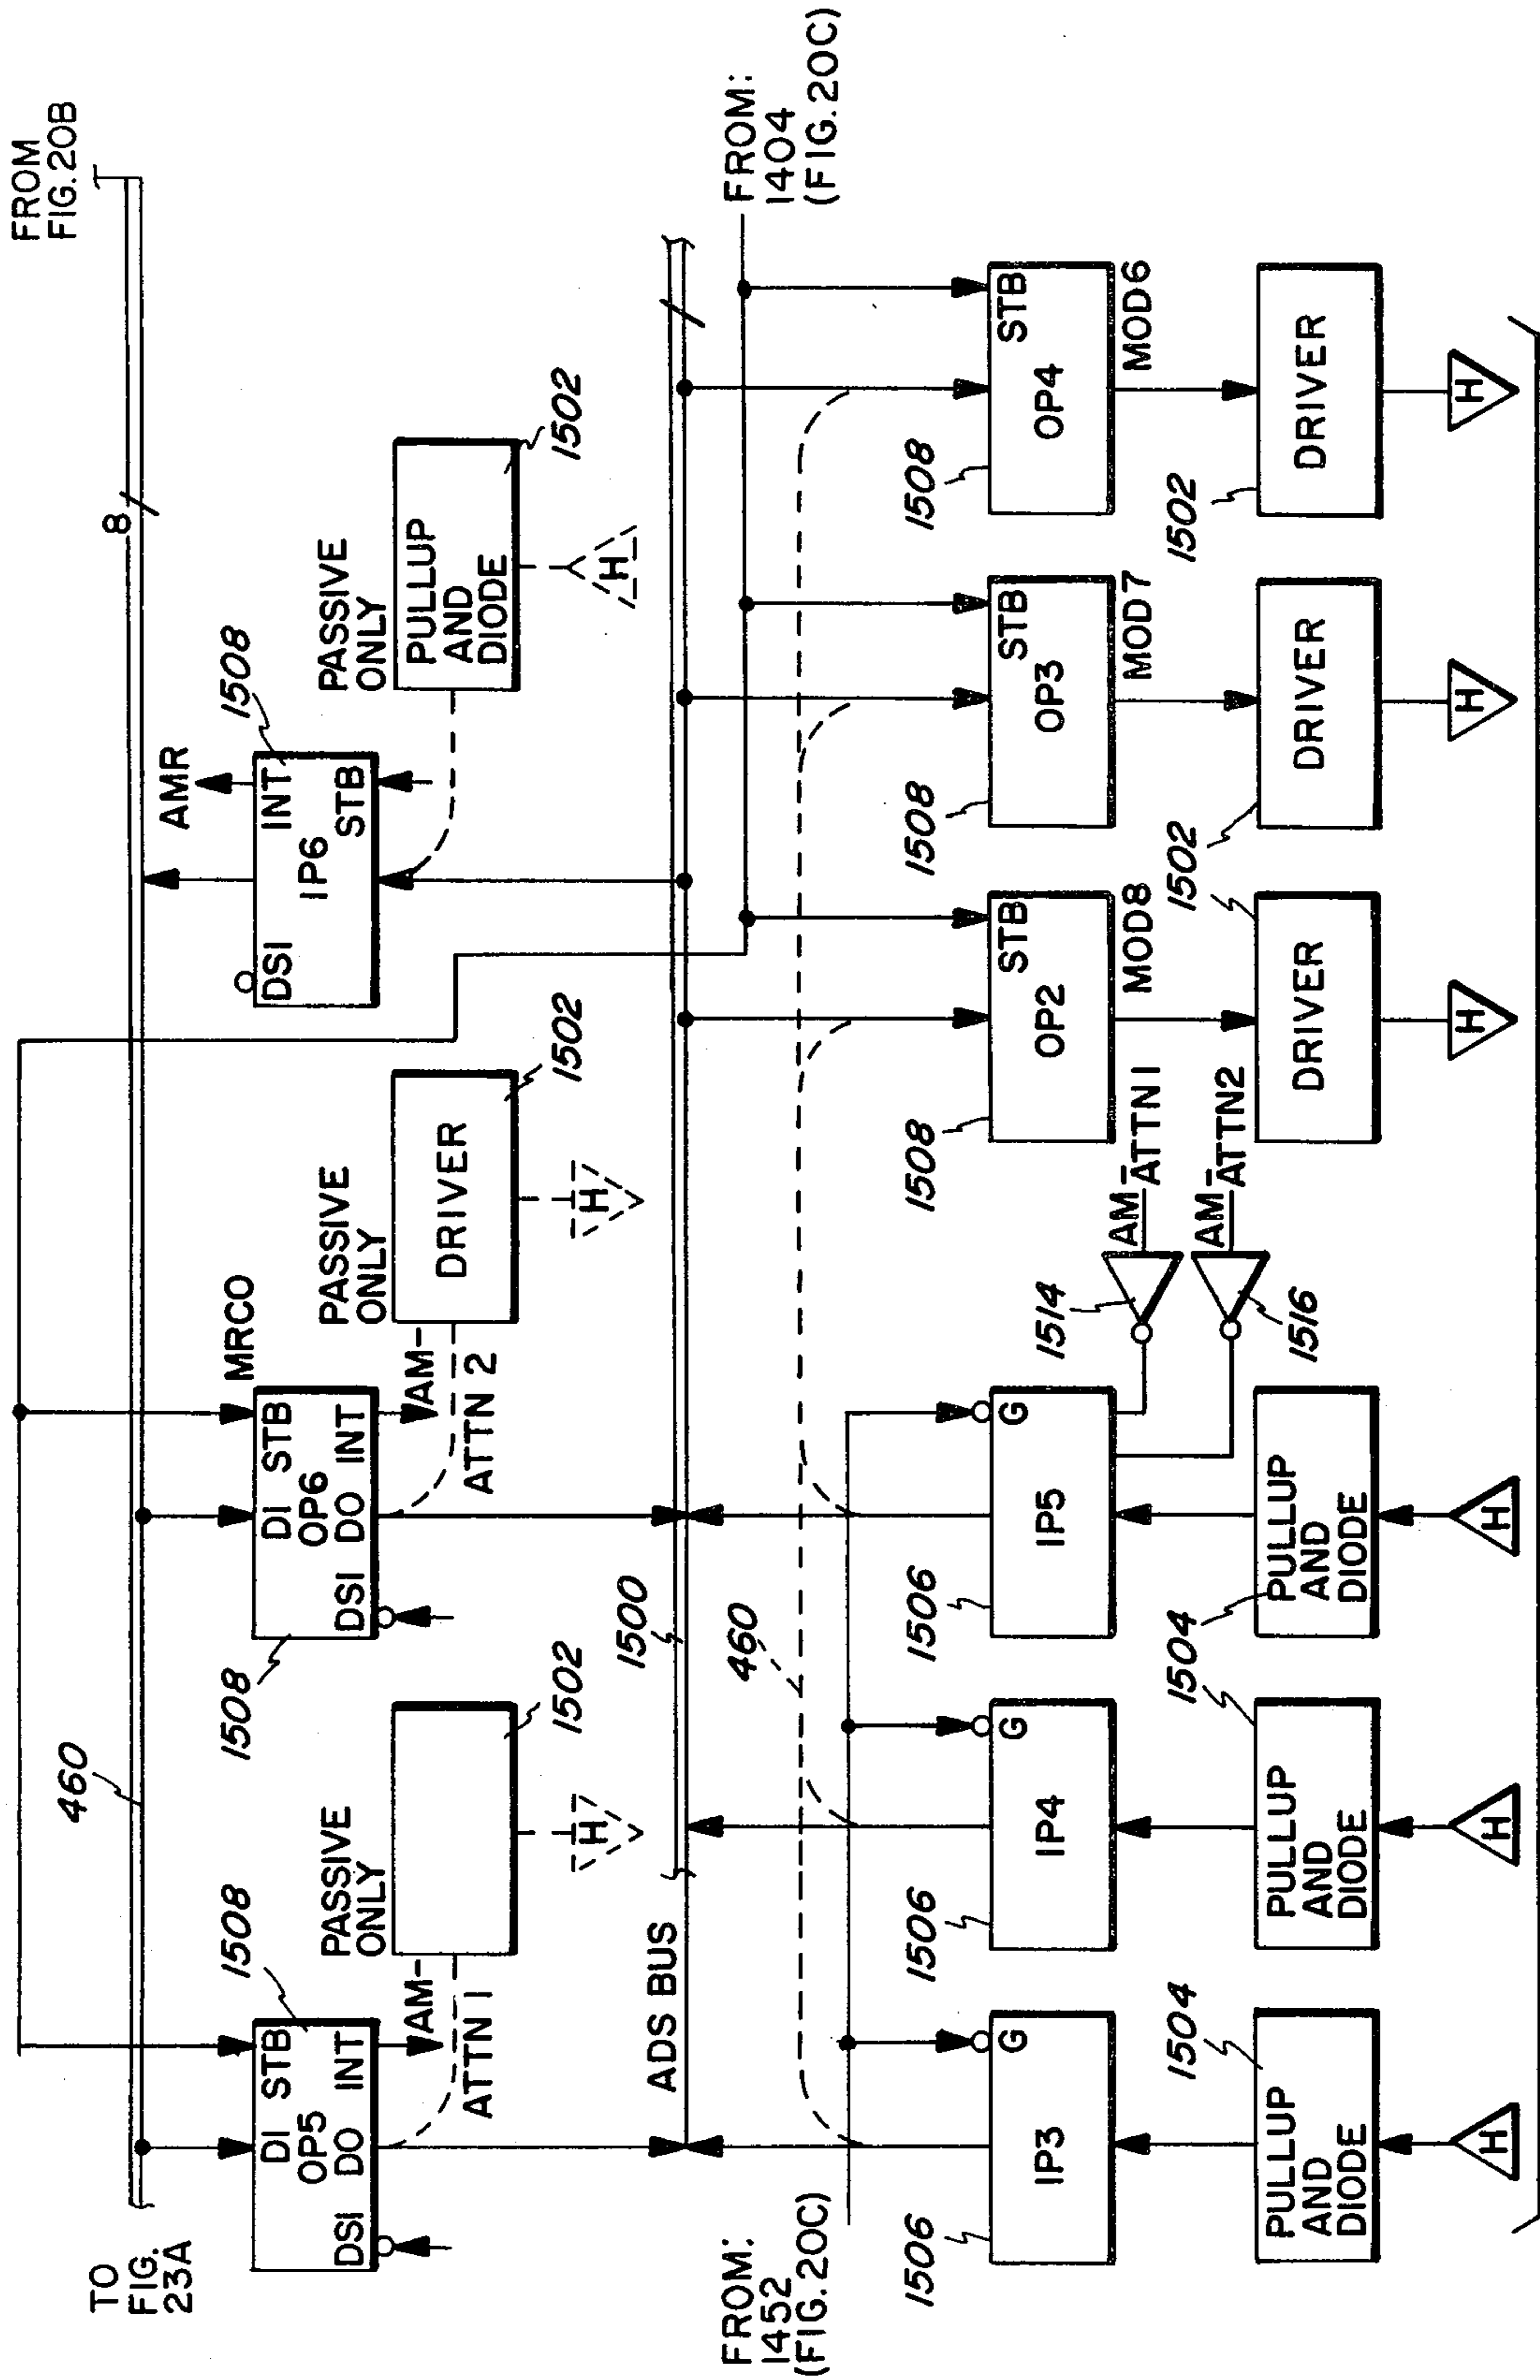 FROM
FIG. 20B
TO
FIG.
23A
460
8
1508
DI STB
OP5
DSI DO INT
AM-
ATTN 1
PASSIVE
ONLY
1502
H
1508
MRCO
DI STB
OP6
DSI DO INT
AM-
ATTN 2
PASSIVE
ONLY
DRIVER
1502
H
AMR
1508
DSI
INT
IP6
STB
PASSIVE
ONLY
PULLUP
AND
DIODE
1502
H
ADS BUS
1500
FROM:
1404
(FIG. 20C)
FROM:
1452
(FIG. 20C)
460
1506
IP3
G
1506
IP4
G
1506
IP5
G
1514
AM-
ATTN1
1516
AM-
ATTN2
1508
OP2
STB
MOD8
1508
OP3
STB
MOD7
1508
OP4
STB
MOD6
1504
PULLUP
AND
DIODE
1504
PULLUP
AND
DIODE
PULLUP
AND
DIODE
1502
DRIVER
1502
DRIVER
1502
DRIVER
H
H
H
H
H
H